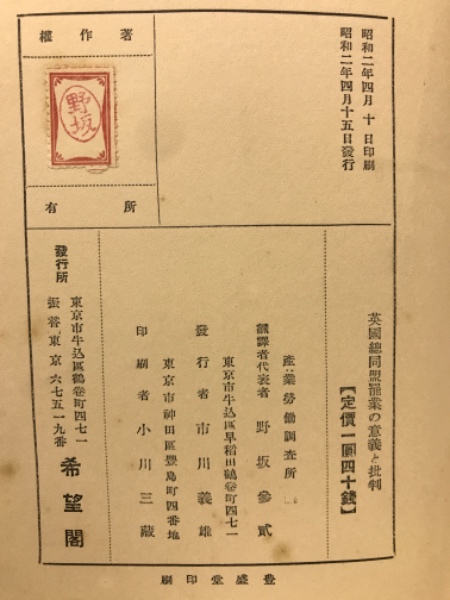 昭和二年四月十日印刷
昭和二年四月十五日發行
著作權
野坂
所有
英國總同盟罷業の意義と批判
【定價一圓四十錢】
產業勞働調査所
飜譯者代表者 野坂參貳
東京市牛込區早稻田鶴卷町四七一
發行者 市川義雄
東京市神田區豐島町四番地
印刷者 小川三藏
發行所
東京市牛込區鶴卷町四七一
振替東京六七五一九番
希望閣
豊盛堂印刷